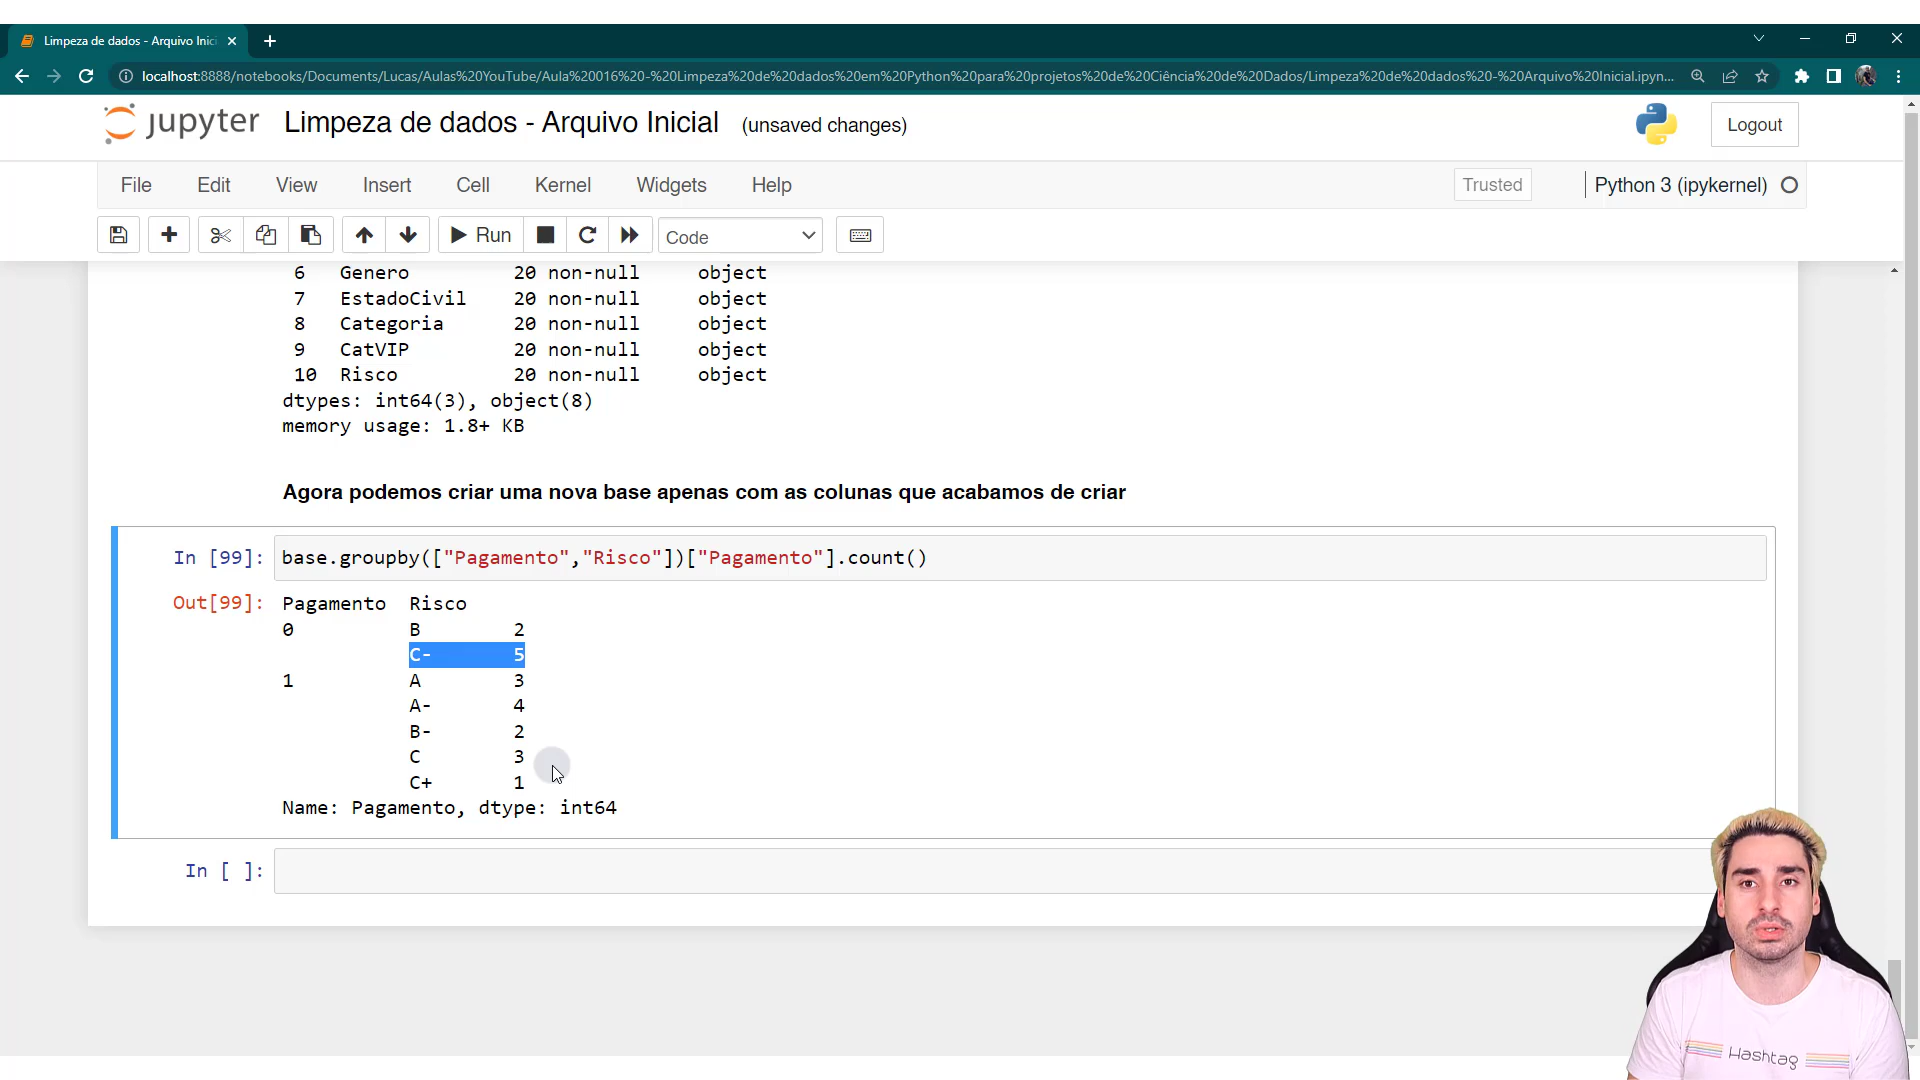 Limpeza de dados - Arquivo Inici
localhost:8888/notebooks/Documents/Lucas/Aulas%20YouTube/Aula%20016%20-%20Limpeza%20de%20dados%20em%20Python%20para%20projetos%20de%20Ciência%20de%20Dados/Limpeza%20de%20dados%20-%20Arquivo%20Inicial.ipyn...
jupyter Limpeza de dados - Arquivo Inicial (unsaved changes)
Logout
File Edit View Insert Cell Kernel Widgets Help
Trusted
Python 3 (ipykernel)
Run
Code
6 Genero 20 non-null object
7 EstadoCivil 20 non-null object
8 Categoria 20 non-null object
9 CatVIP 20 non-null object
10 Risco 20 non-null object
dtypes: int64(3), object(8)
memory usage: 1.8+ KB
Agora podemos criar uma nova base apenas com as colunas que acabamos de criar
In [99]: base.groupby(["Pagamento","Risco"])["Pagamento"].count()
Out[99]: Pagamento Risco
0 B 2
C- 5
1 A 3
A- 4
B- 2
C 3
C+ 1
Name: Pagamento, dtype: int64
In [ ]:
Hashtag